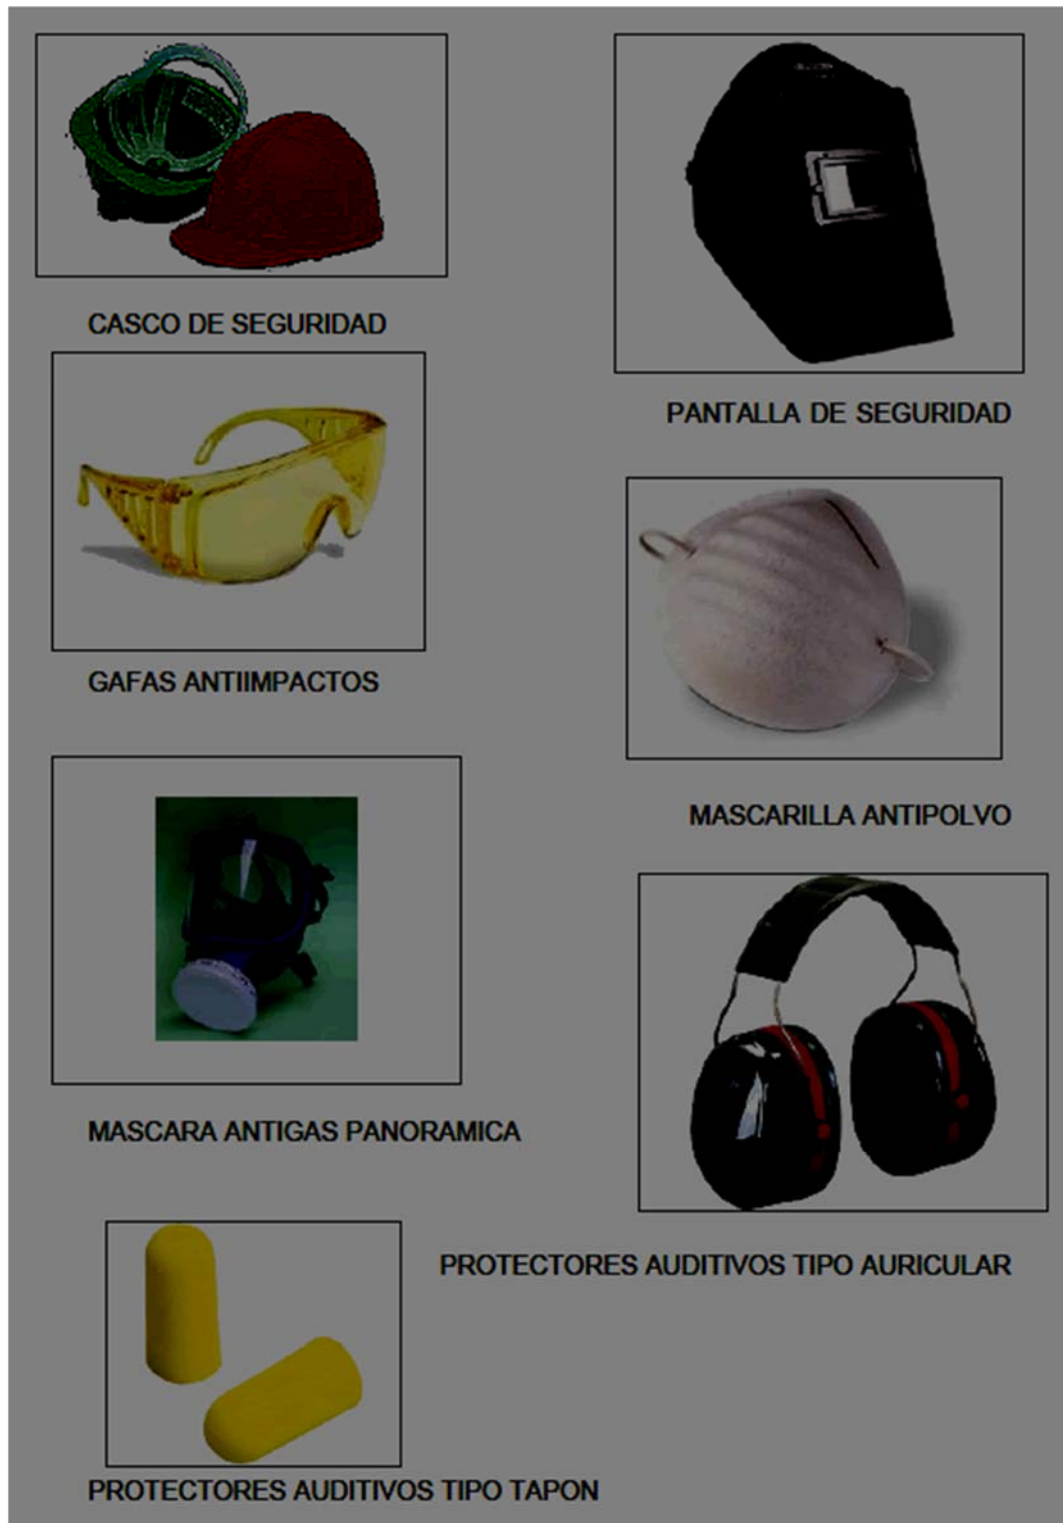 CASCO DE SEGURIDAD
PANTALLA DE SEGURIDAD
GAFAS ANTIIMPACTOS
MASCARILLA ANTIPOLVO
MASCARA ANTIGAS PANORAMICA
PROTECTORES AUDITIVOS TIPO AURICULAR
PROTECTORES AUDITIVOS TIPO TAPON